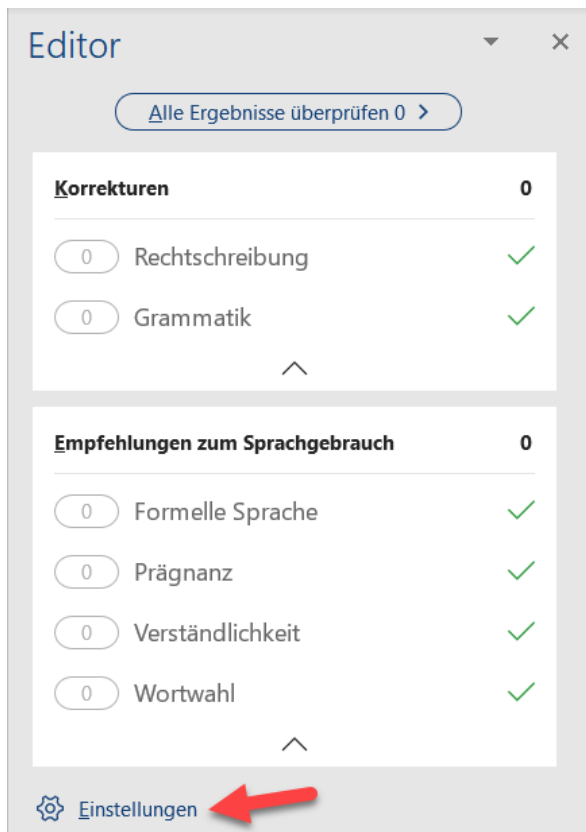 Editor
Alle Ergebnisse überprüfen 0
Korrekturen 0
0 Rechtschreibung
0 Grammatik
Empfehlungen zum Sprachgebrauch 0
0 Formelle Sprache
0 Prägnanz
0 Verständlichkeit
0 Wortwahl
Einstellungen